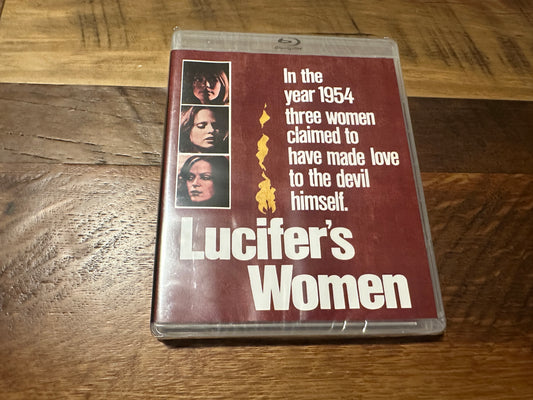 In the
year 1954
three women
claimed to
have made love
to the devil
himself.
Lucifer's
Women